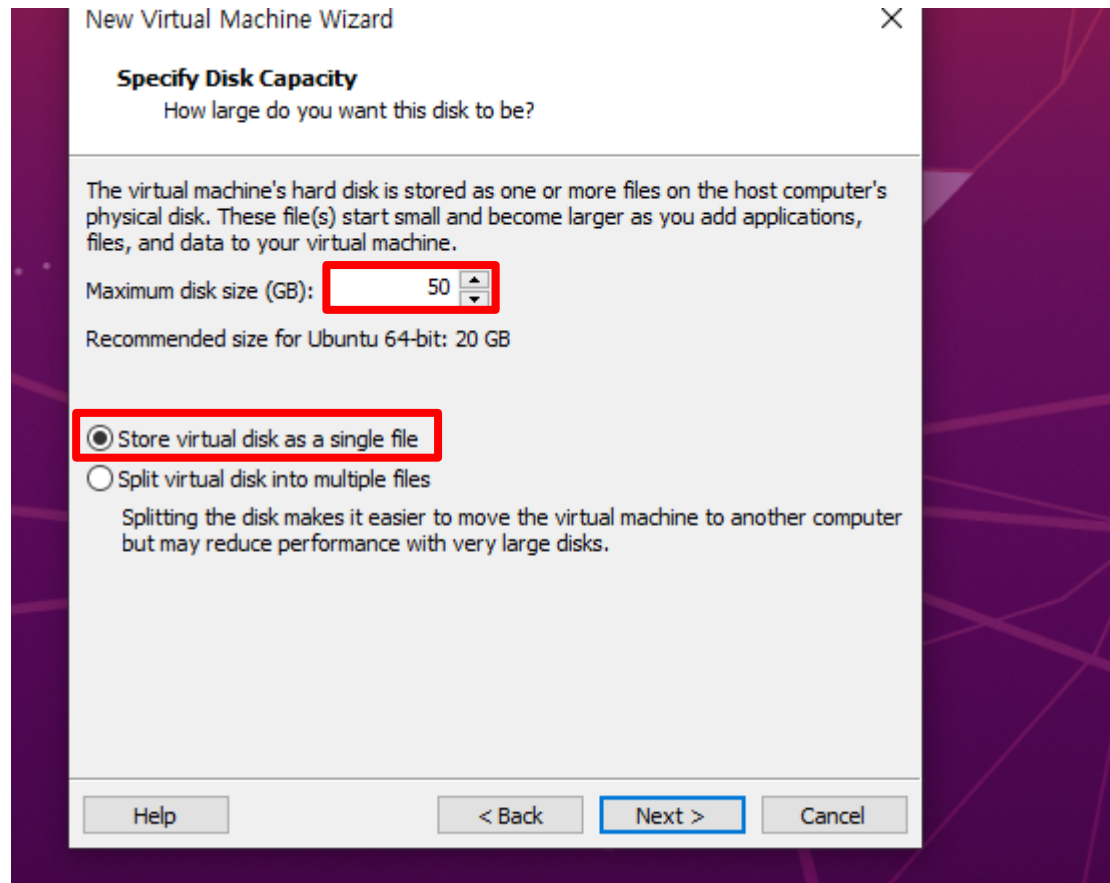 New Virtual Machine Wizard
Specify Disk Capacity
How large do you want this disk to be?
The virtual machine's hard disk is stored as one or more files on the host computer's
physical disk. These file(s) start small and become larger as you add applications,
files, and data to your virtual machine.
Maximum disk size (GB): 50
Recommended size for Ubuntu 64-bit: 20 GB
Store virtual disk as a single file
Split virtual disk into multiple files
Splitting the disk makes it easier to move the virtual machine to another computer
but may reduce performance with very large disks.
Help < Back Next > Cancel